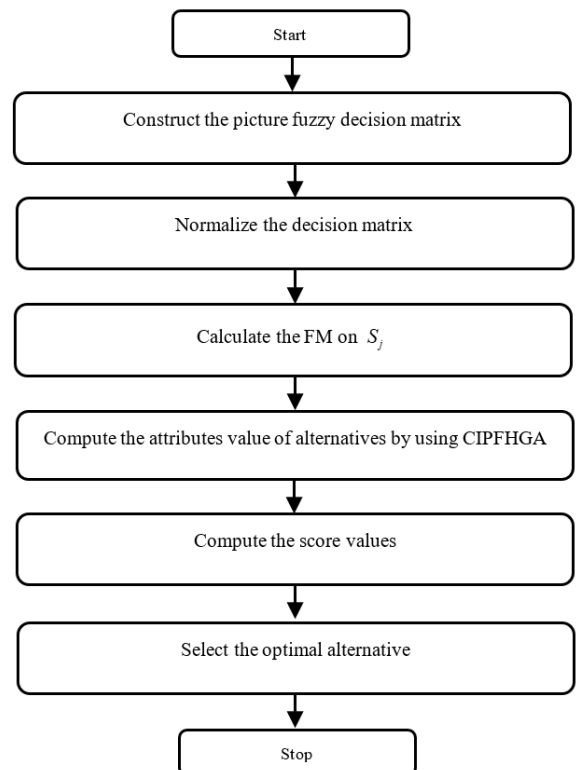 Start
Construct the picture fuzzy decision matrix
Normalize the decision matrix
Calculate the FM on S_j
Compute the attributes value of alternatives by using CIPFHGA
Compute the score values
Select the optimal alternative
Stop